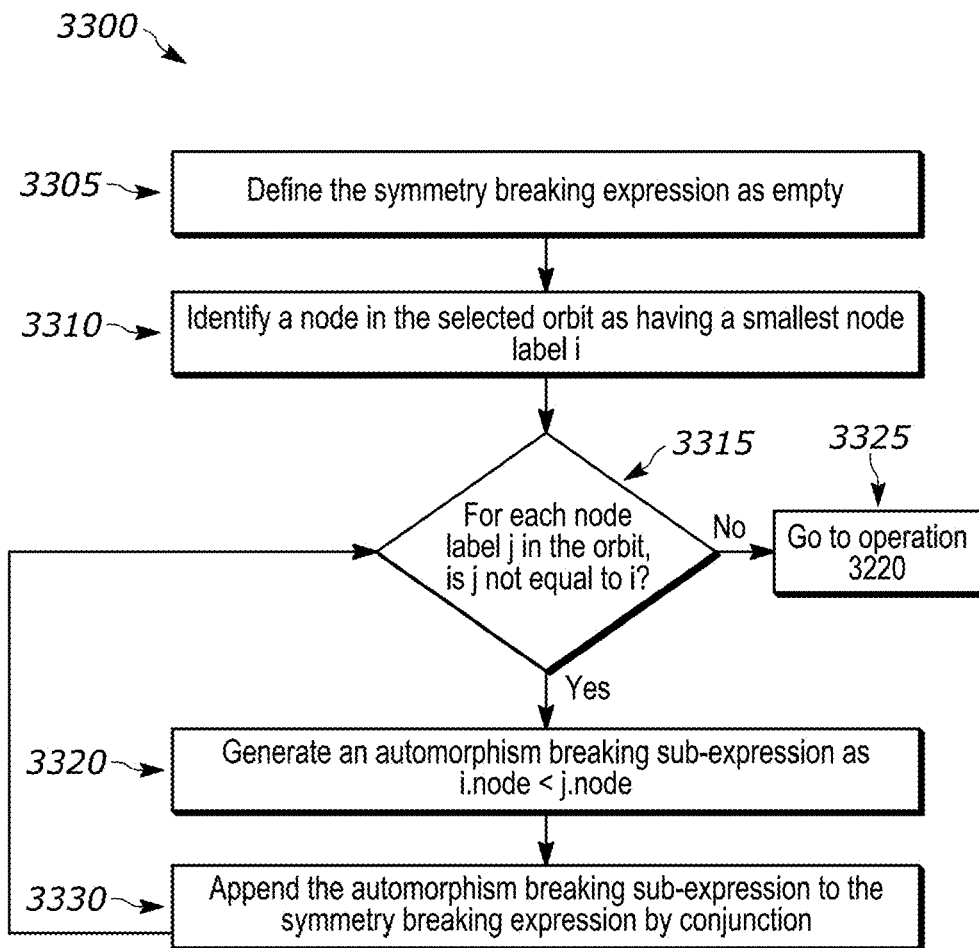 3300
3305
Define the symmetry breaking expression as empty
3310
Identify a node in the selected orbit as having a smallest node
label i
3315
3325
For each node
label j in the orbit,
is j not equal to i?
No
Go to operation
3220
Yes
3320
Generate an automorphism breaking sub-expression as
i.node < j.node
3330
Append the automorphism breaking sub-expression to the
symmetry breaking expression by conjunction